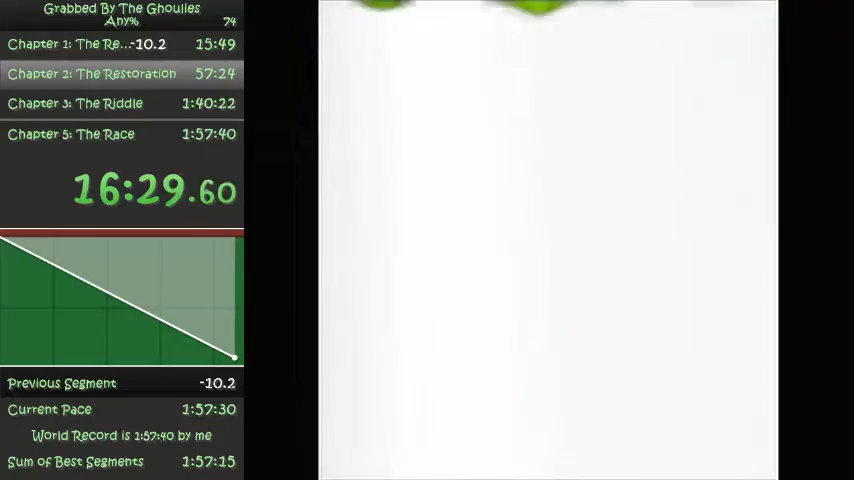 Grabbed By The Ghoulies
Any% 74
Chapter 1: The Re... -10.2 15:49
Chapter 2: The Restoration 57:24
Chapter 3: The Riddle 1:40:22
Chapter 5: The Race 1:57:40
16:29.60
Previous Segment -10.2
Current Pace 1:57:30
World Record is 1:57:40 by me
Sum of Best Segments 1:57:15